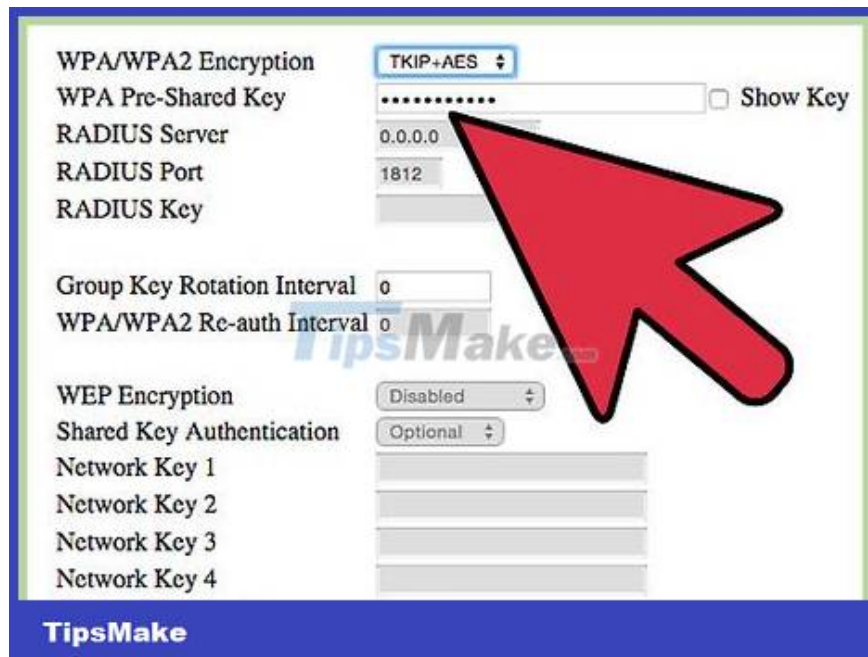 WPA/WPA2 Encryption TKIP+AES
WPA Pre-Shared Key ••••••••••• Show Key
RADIUS Server 0.0.0.0
RADIUS Port 1812
RADIUS Key
Group Key Rotation Interval 0
WPA/WPA2 Re-auth Interval 0
TipsMake.com
WEP Encryption Disabled
Shared Key Authentication Optional
Network Key 1
Network Key 2
Network Key 3
Network Key 4
TipsMake